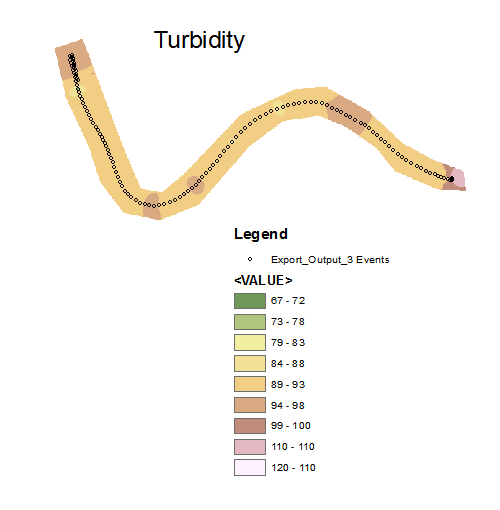 Turbidity
Legend
Export_Output_3 Events
<VALUE>
67 - 72
73 - 78
79 - 83
84 - 88
89 - 93
94 - 98
99 - 100
110 - 110
120 - 110